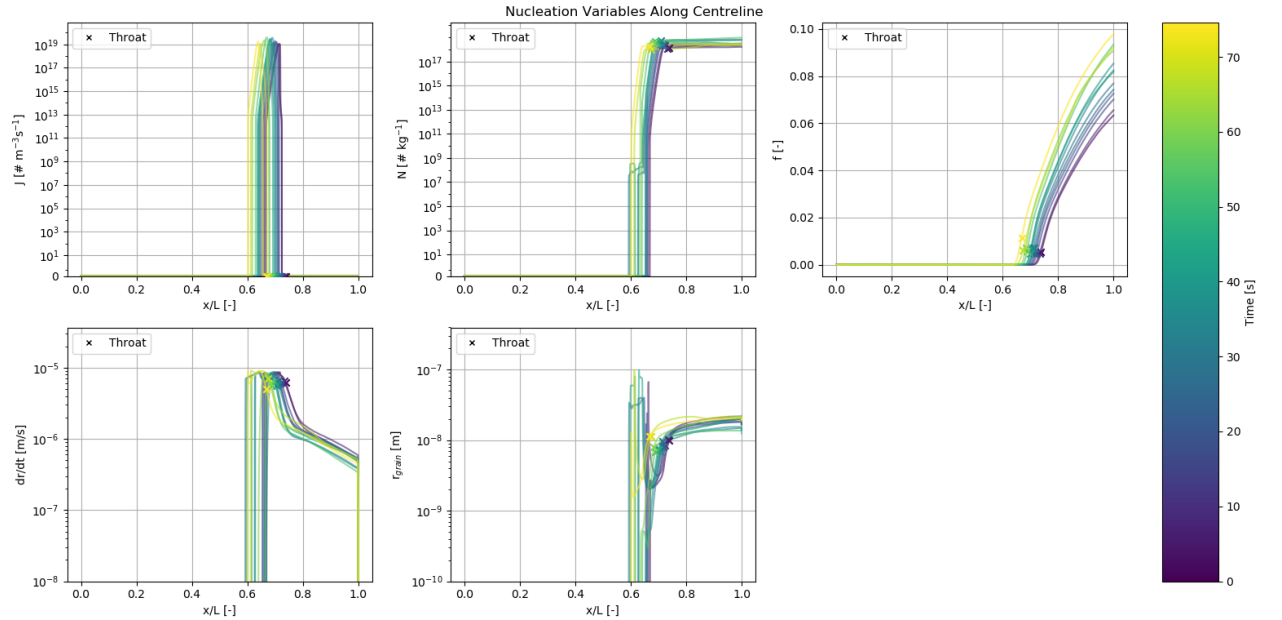 Nucleation Variables Along Centreline
Throat
10¹⁹
10¹⁷
10¹⁵
10¹³
10¹¹
10⁹
10⁷
10⁵
10³
10¹
0
J [# m⁻³s⁻¹]
0.0 0.2 0.4 0.6 0.8 1.0
x/L [-]
Throat
10¹⁷
10¹⁵
10¹³
10¹¹
10⁹
10⁷
10⁵
10³
10¹
0
N [# kg⁻¹]
0.0 0.2 0.4 0.6 0.8 1.0
x/L [-]
Throat
0.10
0.08
0.06
0.04
0.02
0.00
f [-]
0.0 0.2 0.4 0.6 0.8 1.0
x/L [-]
Throat
10⁻⁵
10⁻⁶
10⁻⁷
10⁻⁸
dr/dt [m/s]
0.0 0.2 0.4 0.6 0.8 1.0
x/L [-]
Throat
10⁻⁷
10⁻⁸
10⁻⁹
10⁻¹⁰
r_grain [m]
0.0 0.2 0.4 0.6 0.8 1.0
x/L [-]
70
60
50
40
30
20
10
0
Time [s]